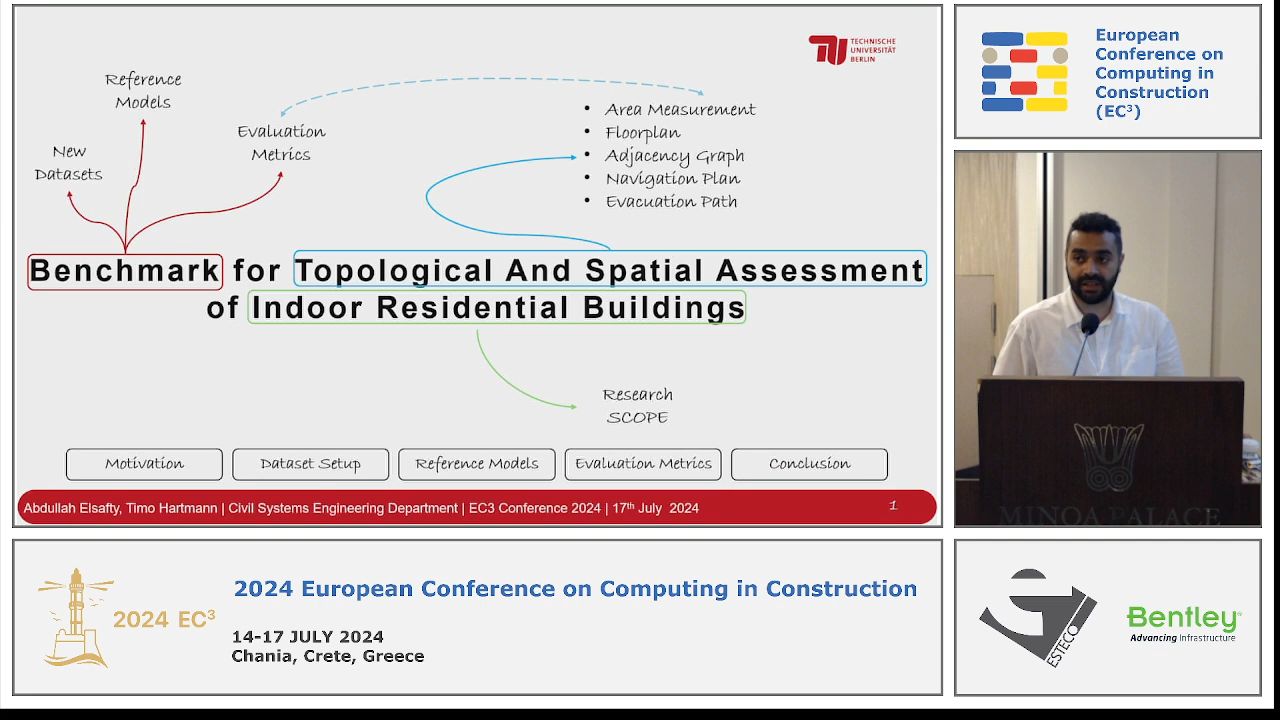 TECHNISCHE
UNIVERSITÄT
BERLIN
Reference
Models
Evaluation
Metrics
New
Datasets
• Area Measurement
• Floorplan
• Adjacency Graph
• Navigation Plan
• Evacuation Path
Benchmark for Topological And Spatial Assessment
of Indoor Residential Buildings
Research
SCOPE
Motivation
Dataset Setup
Reference Models
Evaluation Metrics
Conclusion
Abdullah Elsafty, Timo Hartmann | Civil Systems Engineering Department | EC3 Conference 2024 | 17th July 2024
1
European
Conference on
Computing in
Construction
(EC³)
MINOA PALACE
2024 EC³
2024 European Conference on Computing in Construction
14-17 JULY 2024
Chania, Crete, Greece
ESTECO
Bentley
Advancing Infrastructure